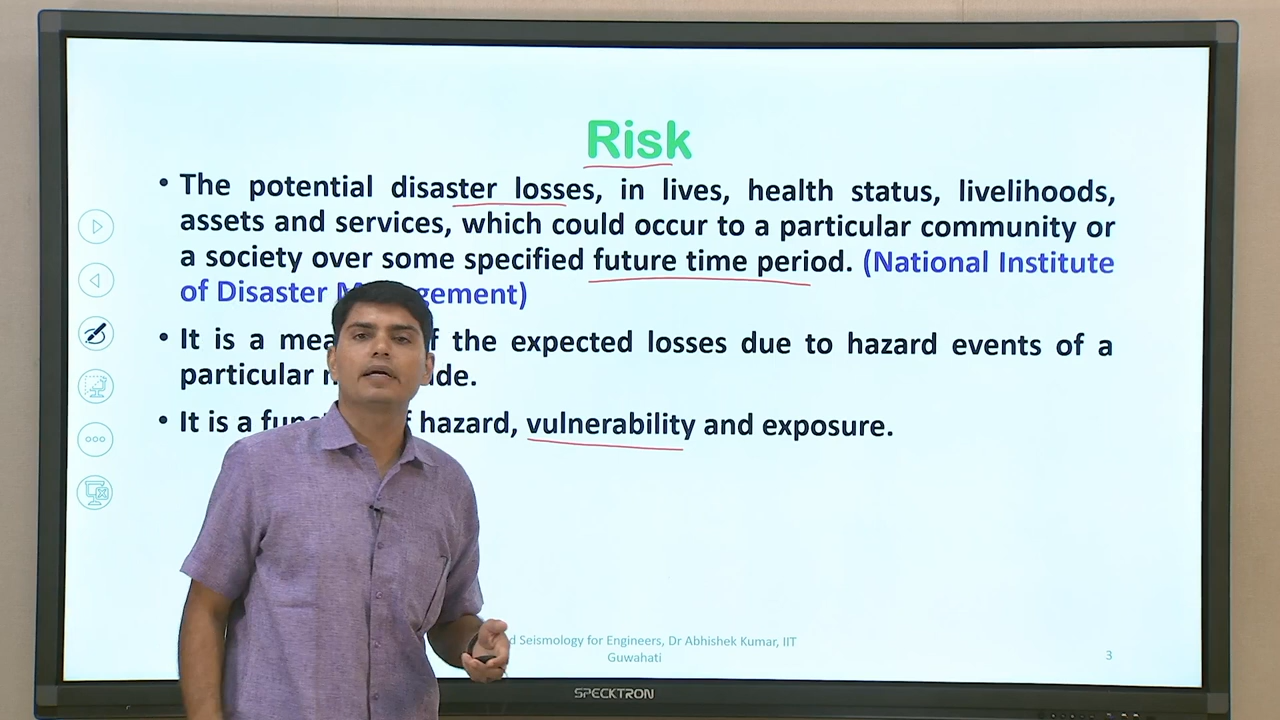 Risk
• The potential disaster losses, in lives, health status, livelihoods,
assets and services, which could occur to a particular community or
a society over some specified future time period. (National Institute
of Disaster
• It is a the expected losses due to hazard events of a
particular
• It is a hazard, vulnerability and exposure.
Seismology for Engineers, Dr Abhishek Kumar, IIT
Guwahati
3
SPECKTRON